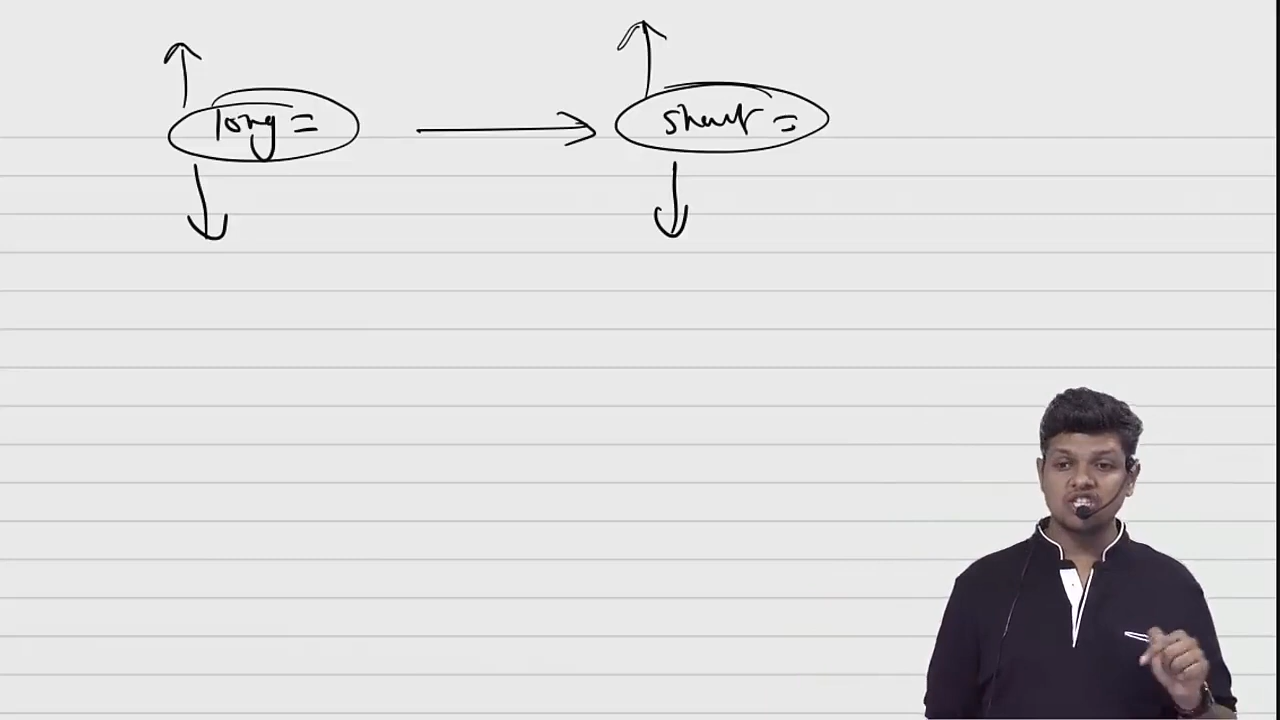 long = → short =